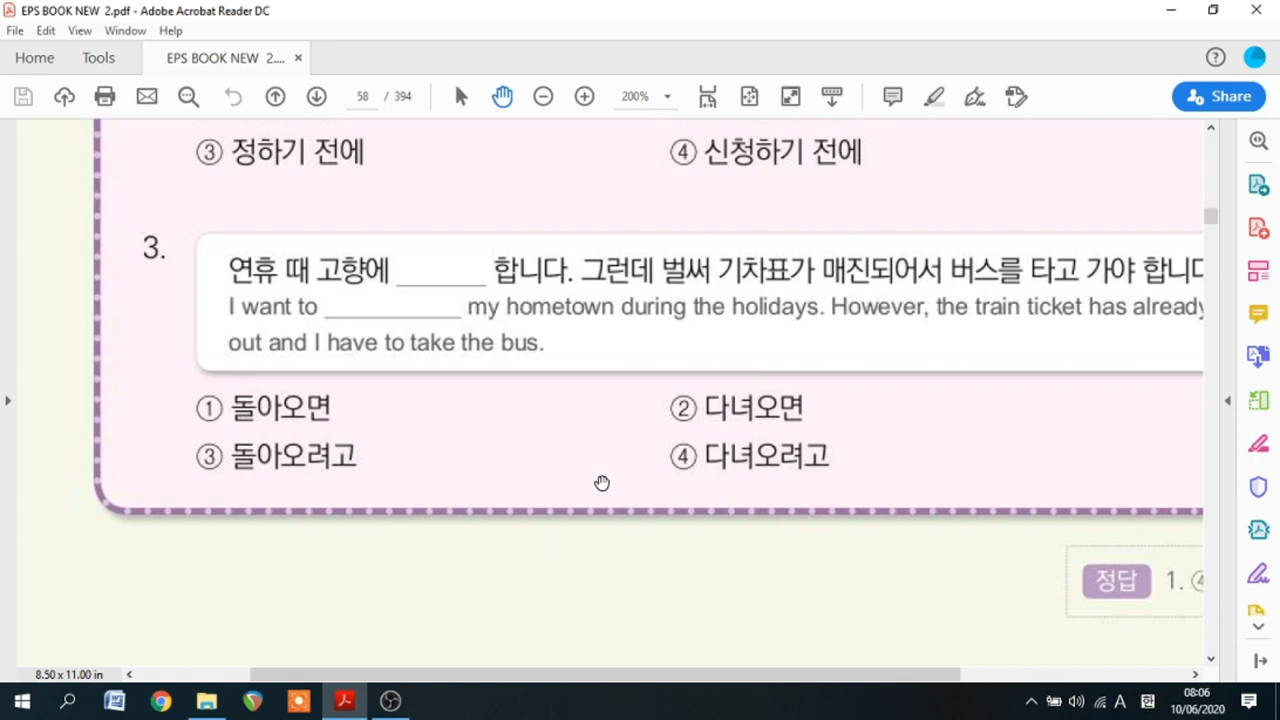 EPS BOOK NEW 2.pdf - Adobe Acrobat Reader DC
File Edit View Window Help
Home Tools EPS BOOK NEW 2.... ×
58 / 394 200% Share
③ 정하기 전에 ④ 신청하기 전에
3.
연휴 때 고향에 _______ 합니다. 그런데 벌써 기차표가 매진되어서 버스를 타고 가야 합니다
I want to ___________ my hometown during the holidays. However, the train ticket has already
out and I have to take the bus.
① 돌아오면 ② 다녀오면
③ 돌아오려고 ④ 다녀오려고
정답 1. ④
8.50 x 11.00 in
A 한 08:06
10/06/2020